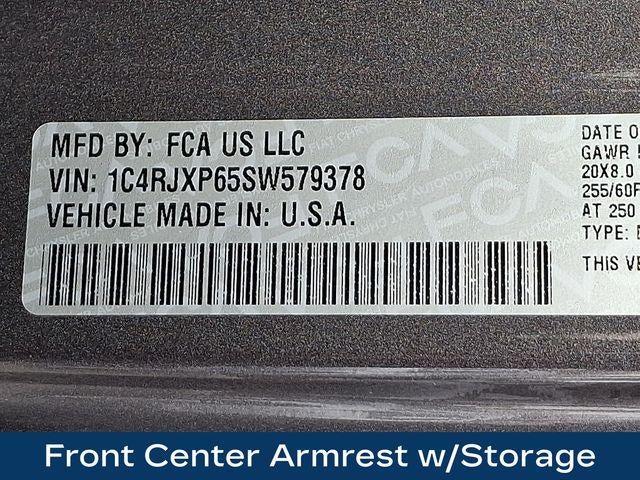 MFD BY: FCA US LLC
VIN: 1C4RJXP65SW579378
VEHICLE MADE IN: U.S.A.
DATE O
GAWR
20X8.0
255/60
AT 250
TYPE:
THIS VE
Front Center Armrest w/Storage